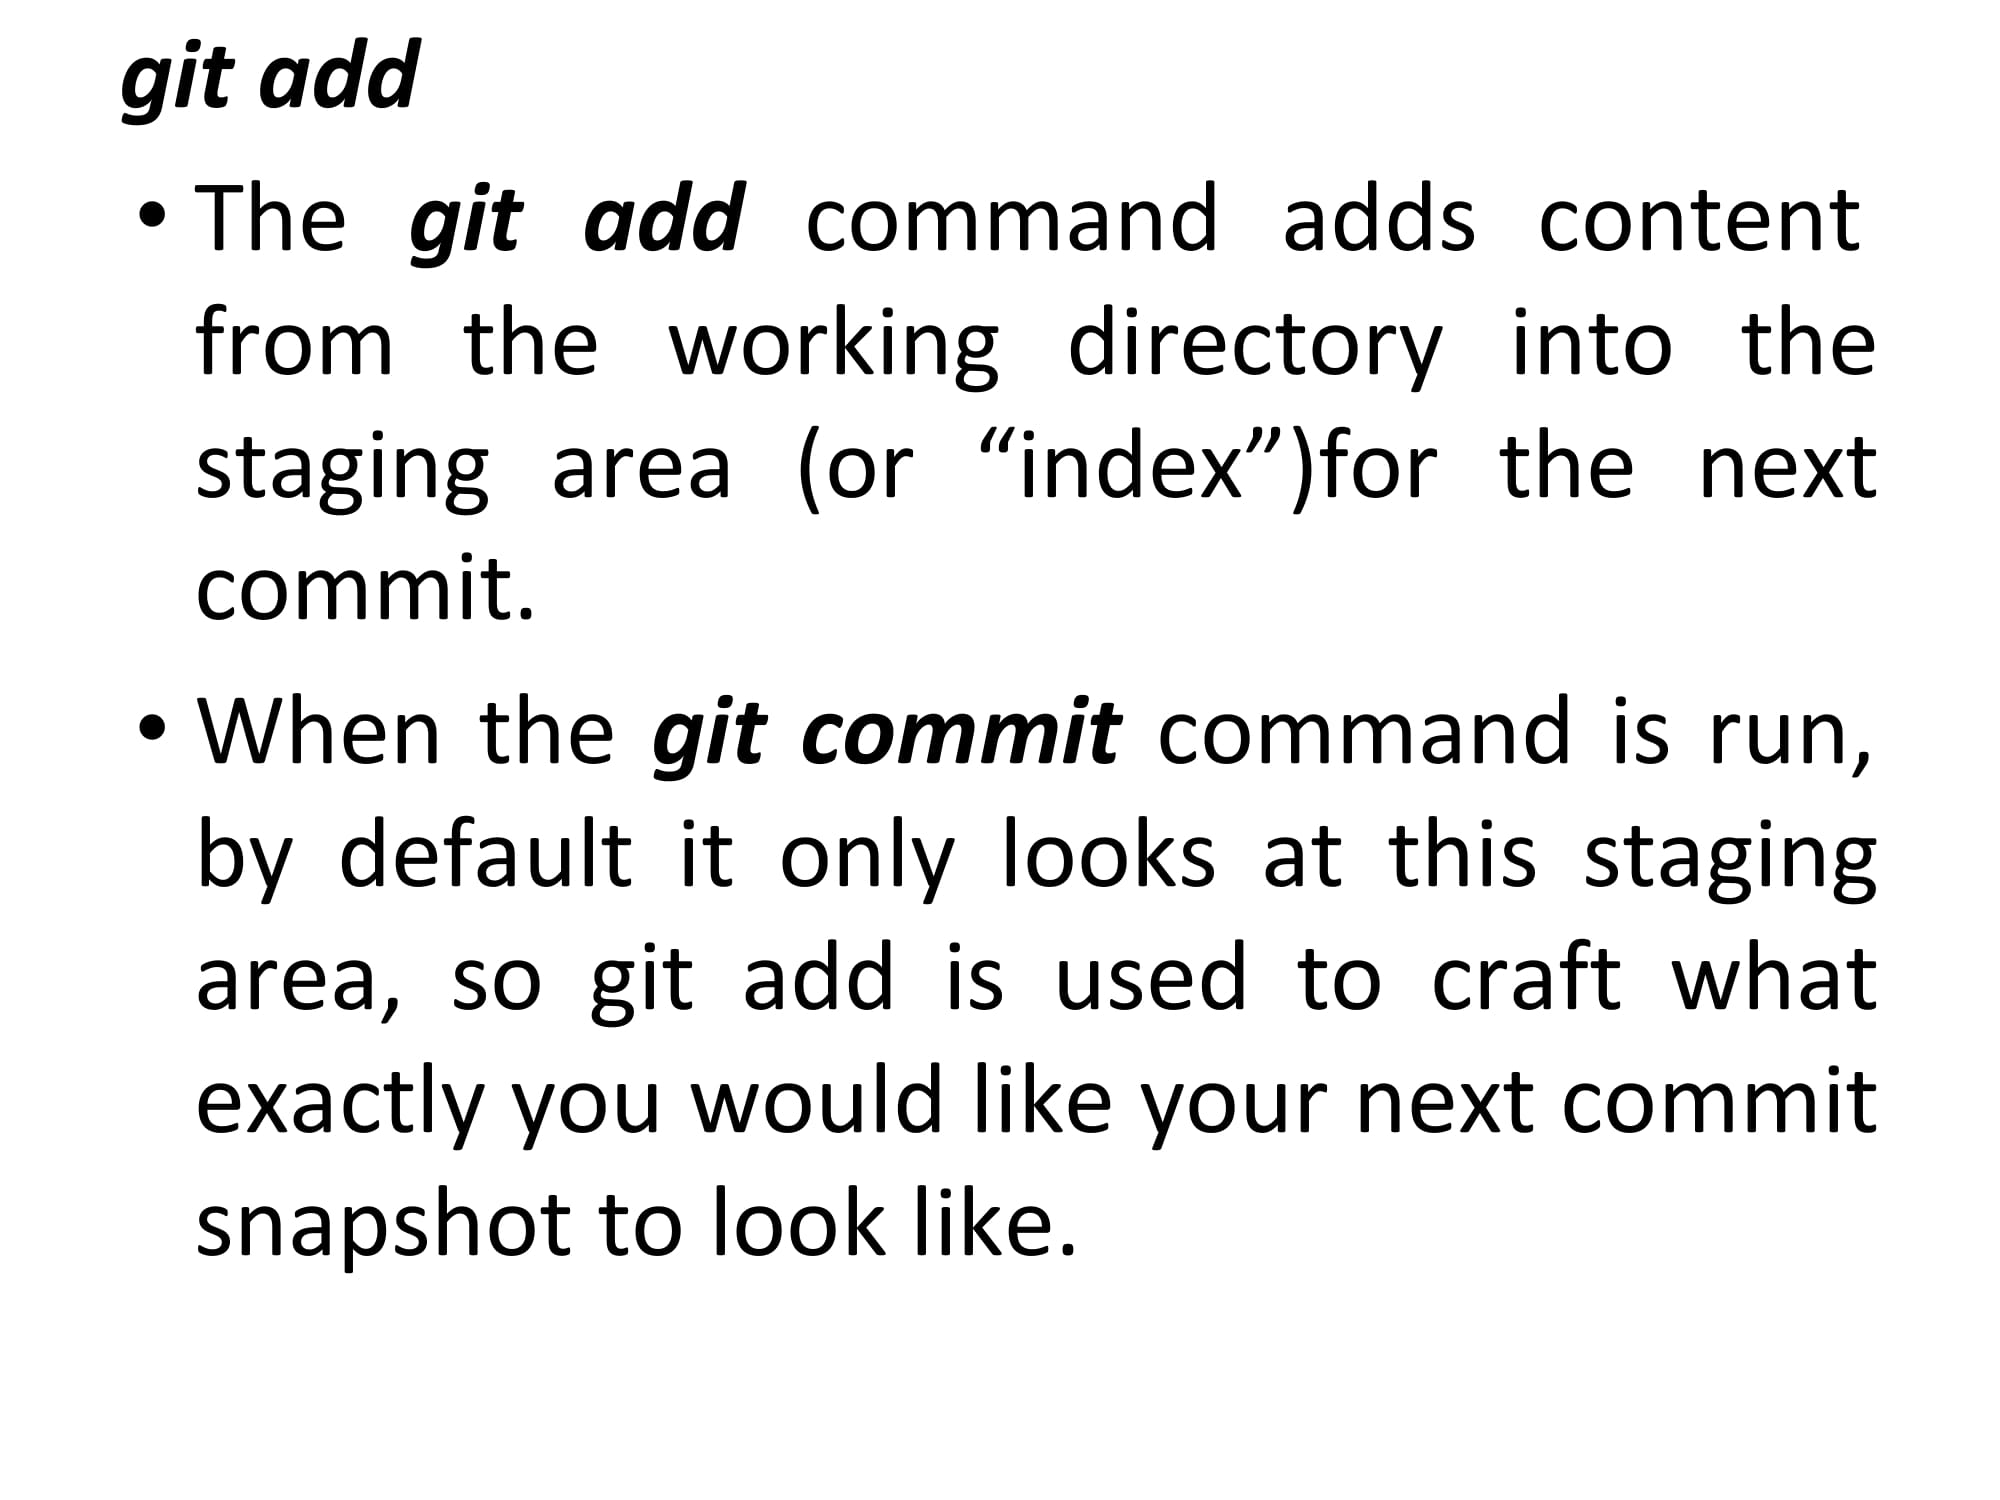 git add
• The git add command adds content
from the working directory into the
staging area (or “index”)for the next
commit.
• When the git commit command is run,
by default it only looks at this staging
area, so git add is used to craft what
exactly you would like your next commit
snapshot to look like.